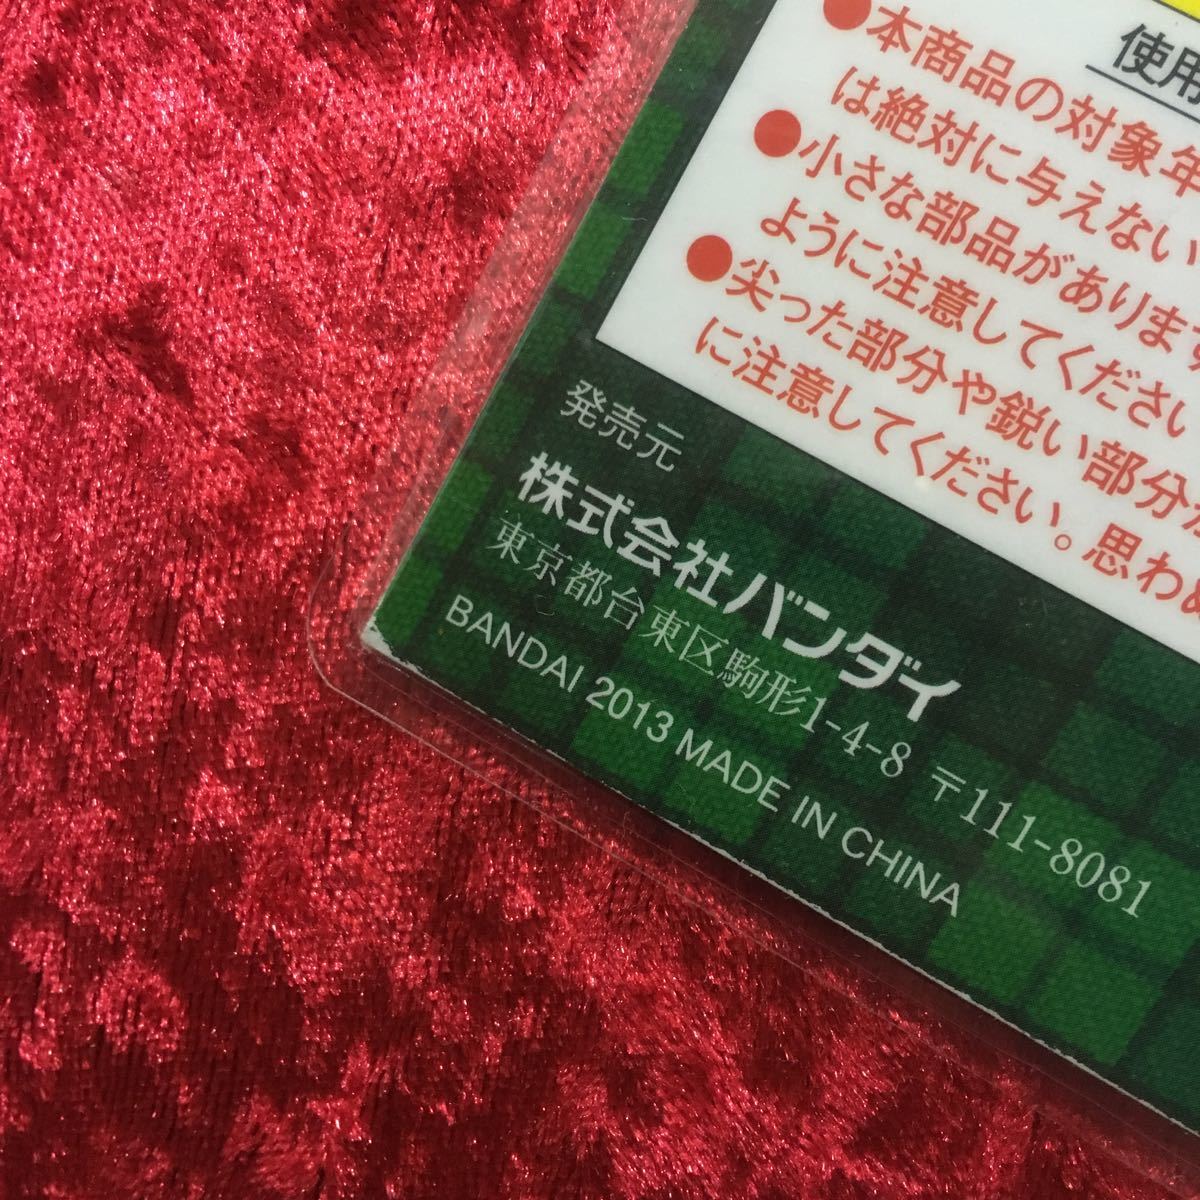 使用
●本商品の対象年
は絶対に与えない
●小さな部品がありま
ように注意してください
●尖った部分や鋭い部分
に注意してください。思わ
発売元
株式会社バンダイ
東京都台東区駒形1-4-8 〒111-8081
BANDAI 2013 MADE IN CHINA